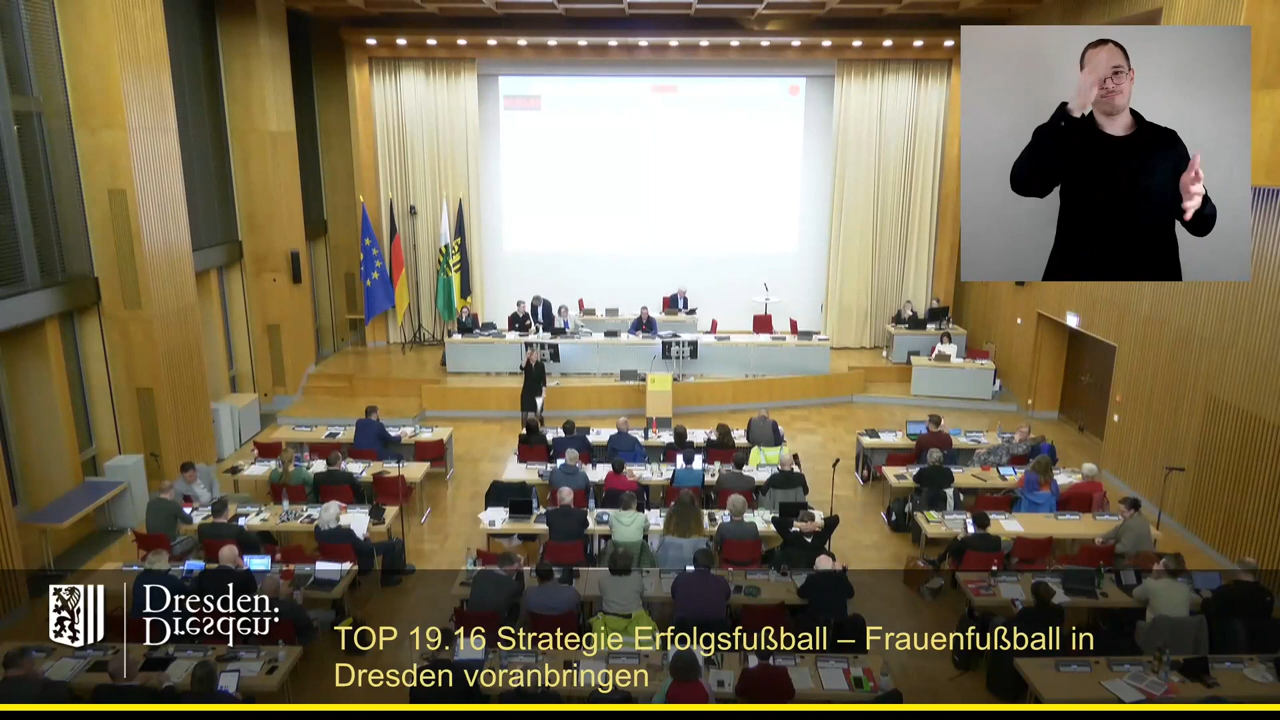 Dresden.
Dresden.
TOP 19.16 Strategie Erfolgsfußball – Frauenfußball in
Dresden voranbringen